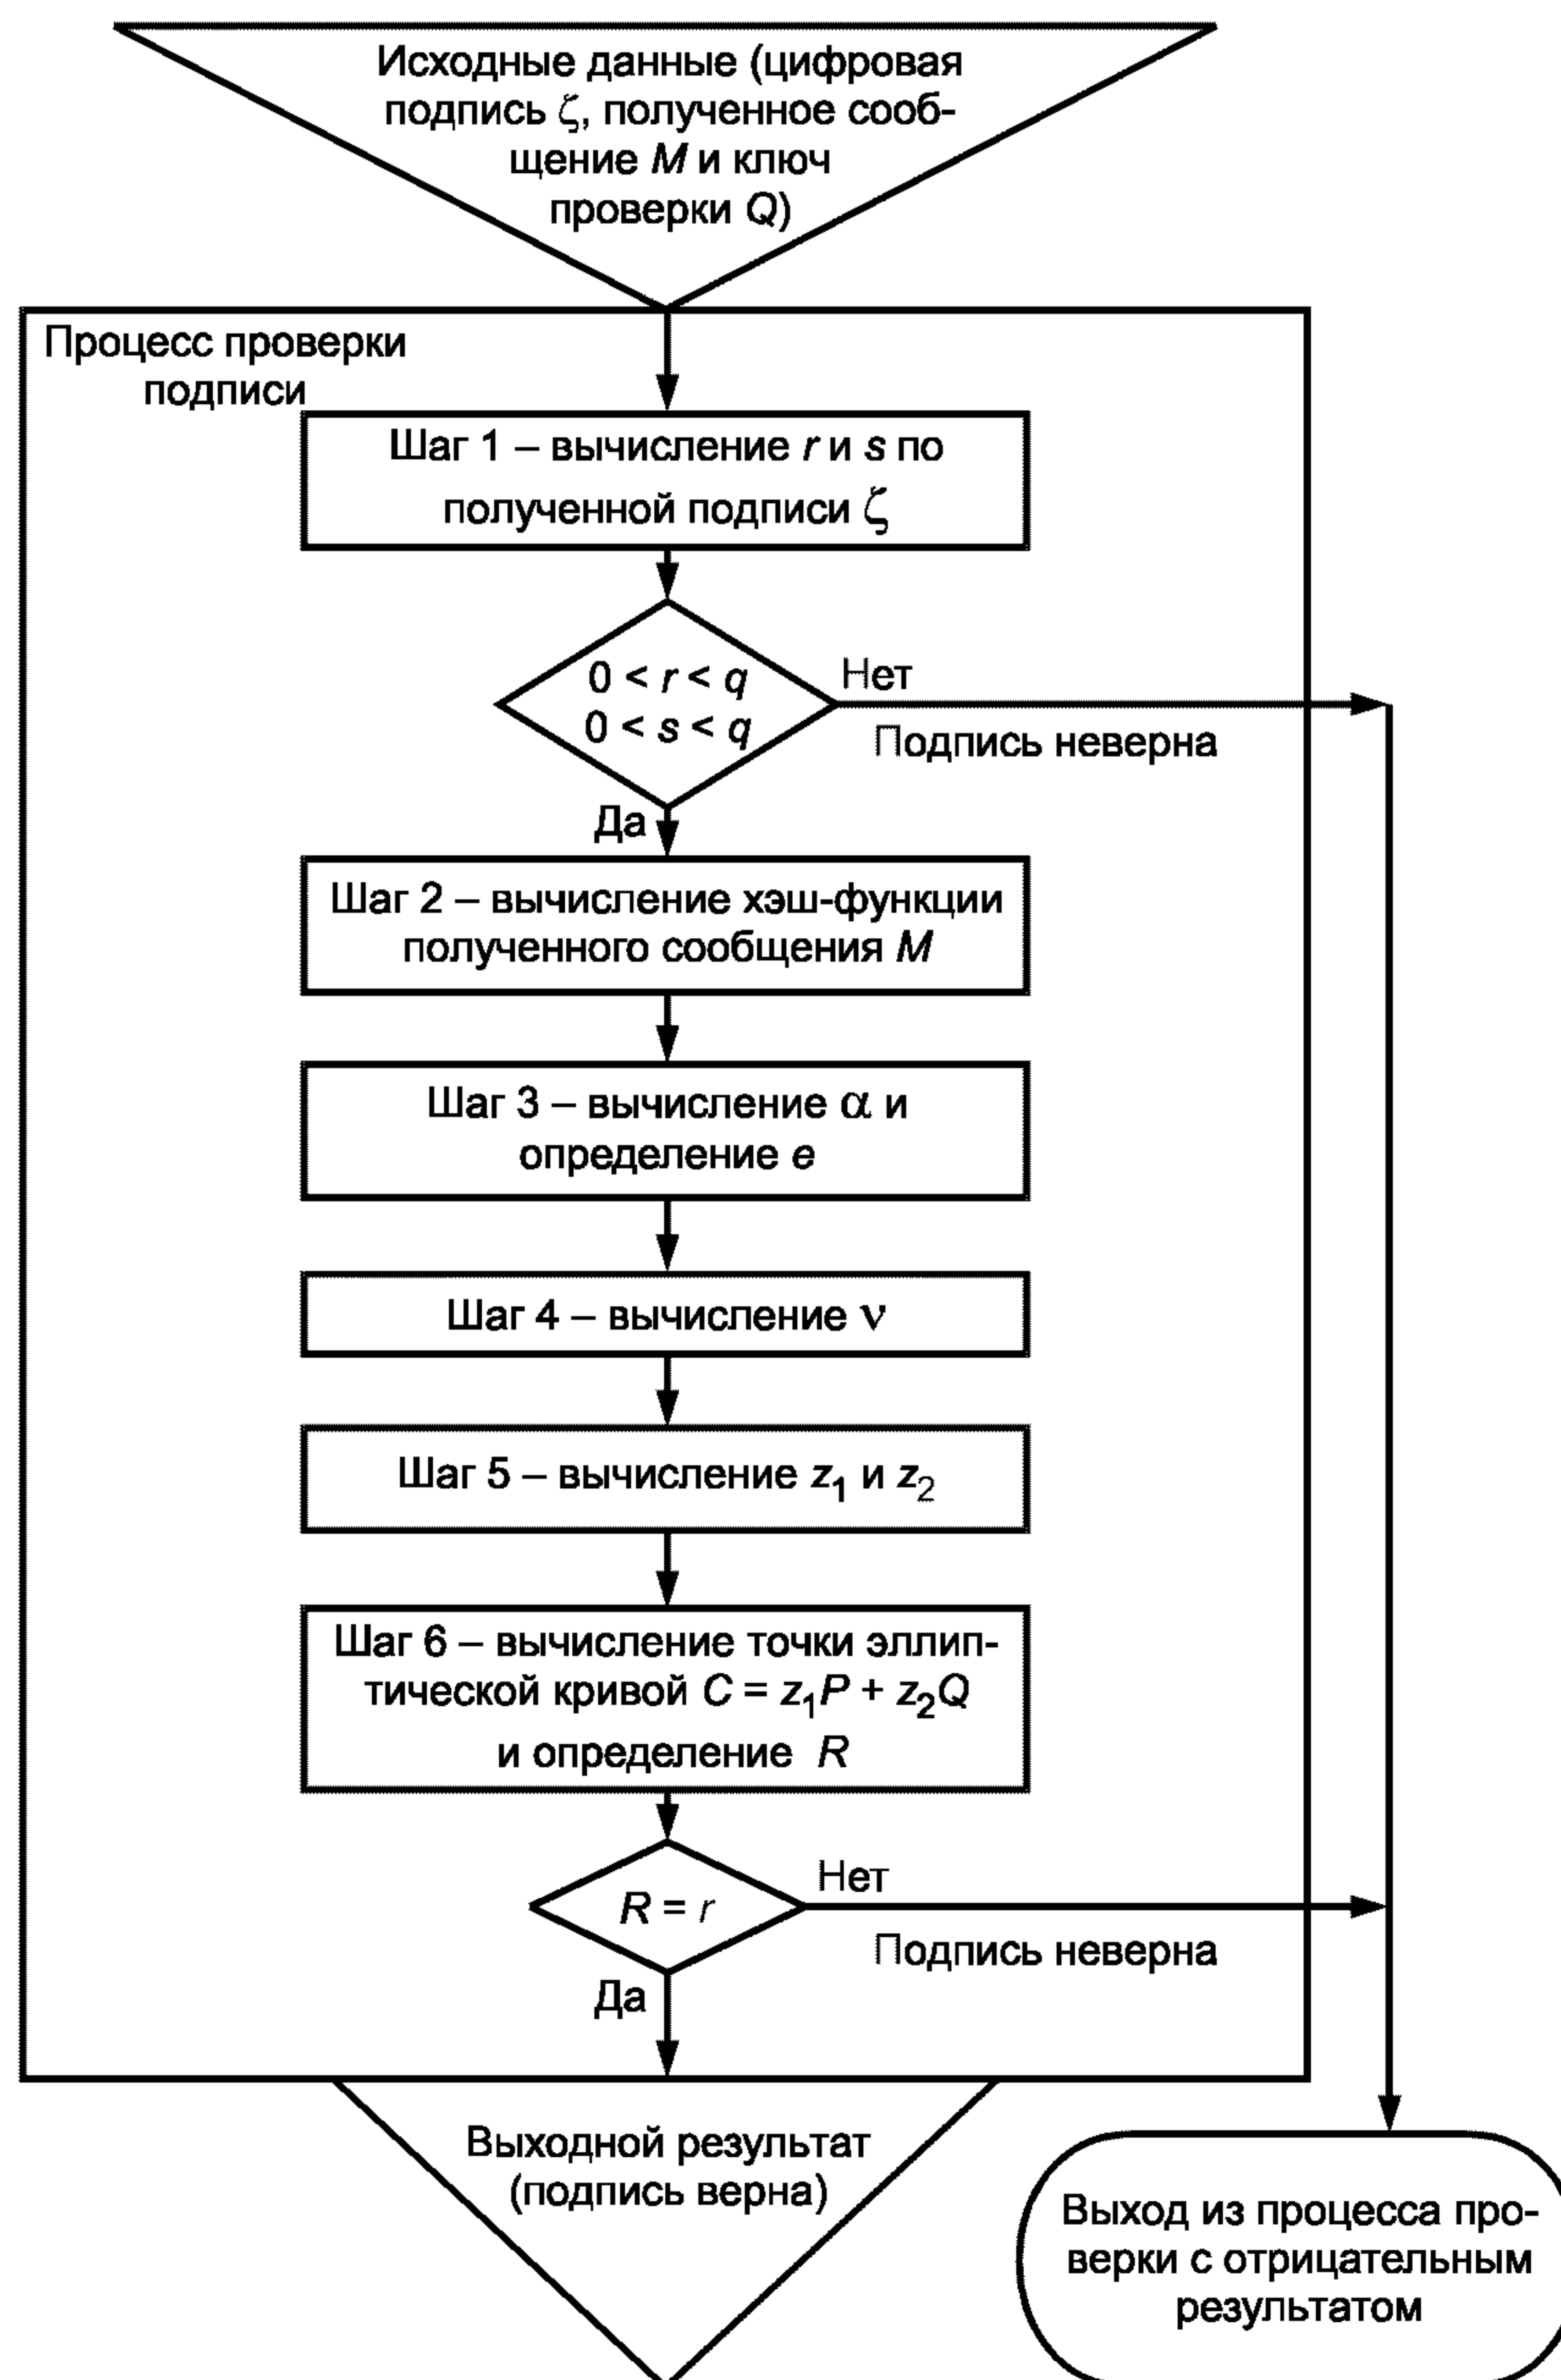 Исходные данные (цифровая
подпись ζ, полученное сооб-
щение M и ключ
проверки Q)
Процесс проверки
подписи
Шаг 1 – вычисление r и s по
полученной подписи ζ
0 < r < q
0 < s < q
Нет
Подпись неверна
Да
Шаг 2 – вычисление хэш-функции
полученного сообщения M
Шаг 3 – вычисление α и
определение e
Шаг 4 – вычисление ν
Шаг 5 – вычисление z₁ и z₂
Шаг 6 – вычисление точки эллип-
тической кривой C = z₁P + z₂Q
и определение R
R = r
Нет
Подпись неверна
Да
Выходной результат
(подпись верна)
Выход из процесса про-
верки с отрицательным
результатом